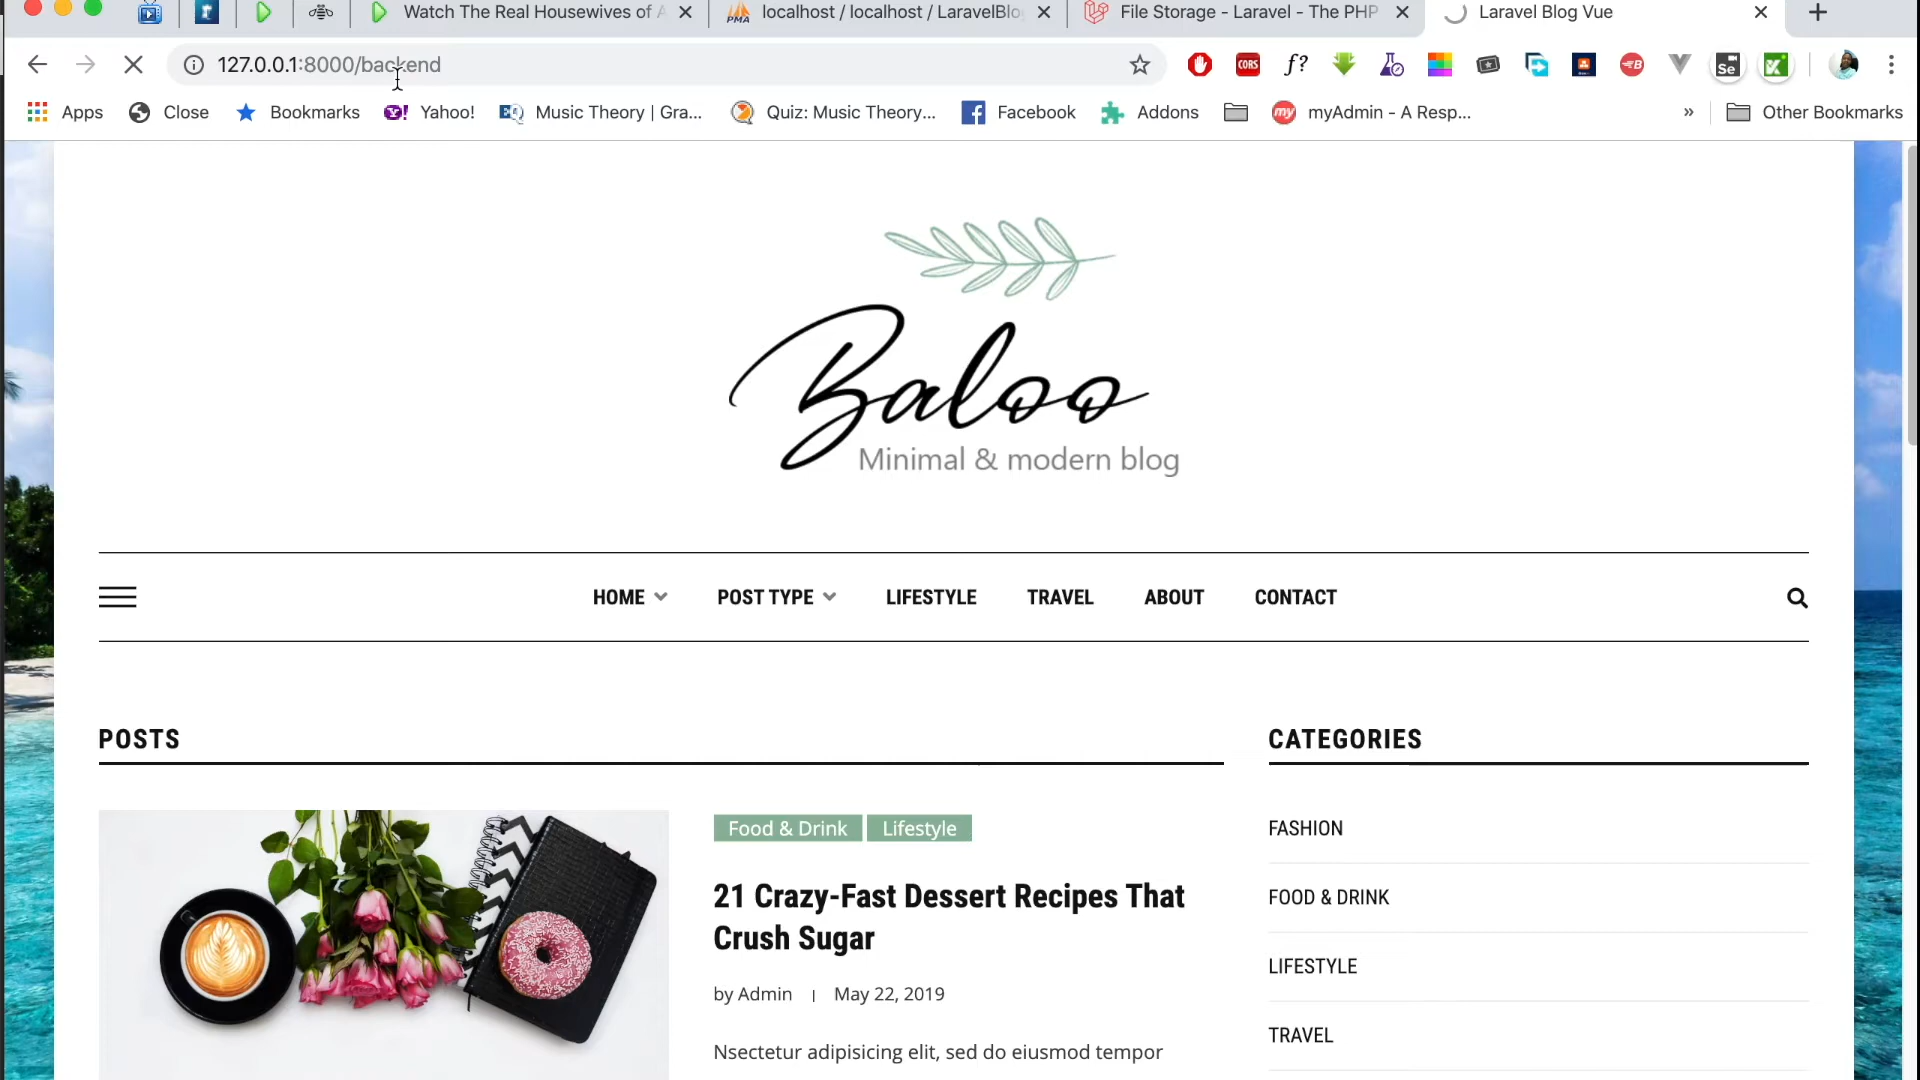 Watch The Real Housewives of A
localhost / localhost / LaravelBlo
File Storage - Laravel - The PHP
Laravel Blog Vue
127.0.0.1:8000/backend
CORS
f?
B
Se
Apps
Close
Bookmarks
Yahoo!
Music Theory | Gra...
Quiz: Music Theory...
Facebook
Addons
my
myAdmin - A Resp...
»
Other Bookmarks
Baloo
Minimal & modern blog
HOME
POST TYPE
LIFESTYLE
TRAVEL
ABOUT
CONTACT
POSTS
CATEGORIES
Food & Drink
Lifestyle
21 Crazy-Fast Dessert Recipes That
Crush Sugar
by Admin | May 22, 2019
Nsectetur adipisicing elit, sed do eiusmod tempor
FASHION
FOOD & DRINK
LIFESTYLE
TRAVEL